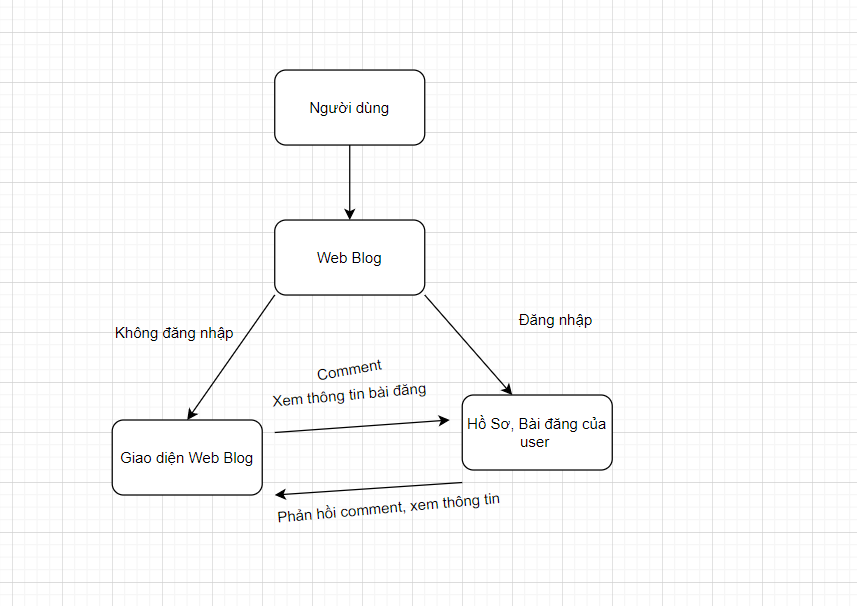 Người dùng
Web Blog
Không đăng nhập
Đăng nhập
Comment
Xem thông tin bài đăng
Hồ Sơ, Bài đăng của
user
Giao diện Web Blog
Phản hồi comment, xem thông tin